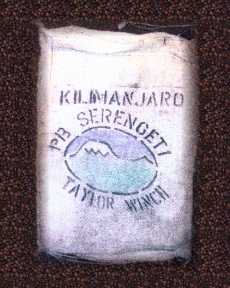 KILIMANJARO
PB SERENGETI
TAYLOR WINCH